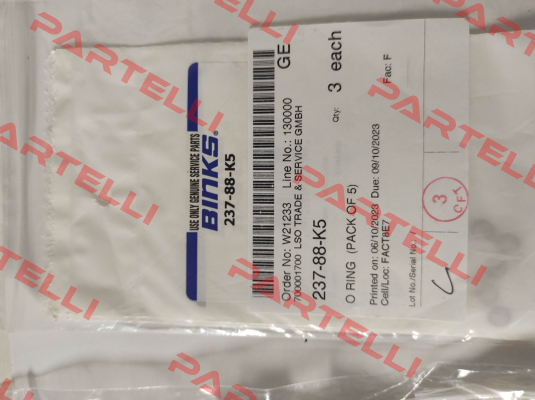 USE ONLY GENUINE SERVICE PARTS
BINKS®
237-88-K5
GE
Order No: W21233 Line No.: 130000
700001700 LSO TRADE & SERVICE GMBH
237-88-K5
Qty: 3 each
O RING (PACK OF 5)
Printed on: 06/10/2023 Due: 09/10/2023
Cell/Loc: FACT8E7
Fac: F
Lot No./Serial No.: /
3
PARTELLI
PARTELLI
PARTELLI
PARTELLI
PARTELLI
PARTELLI